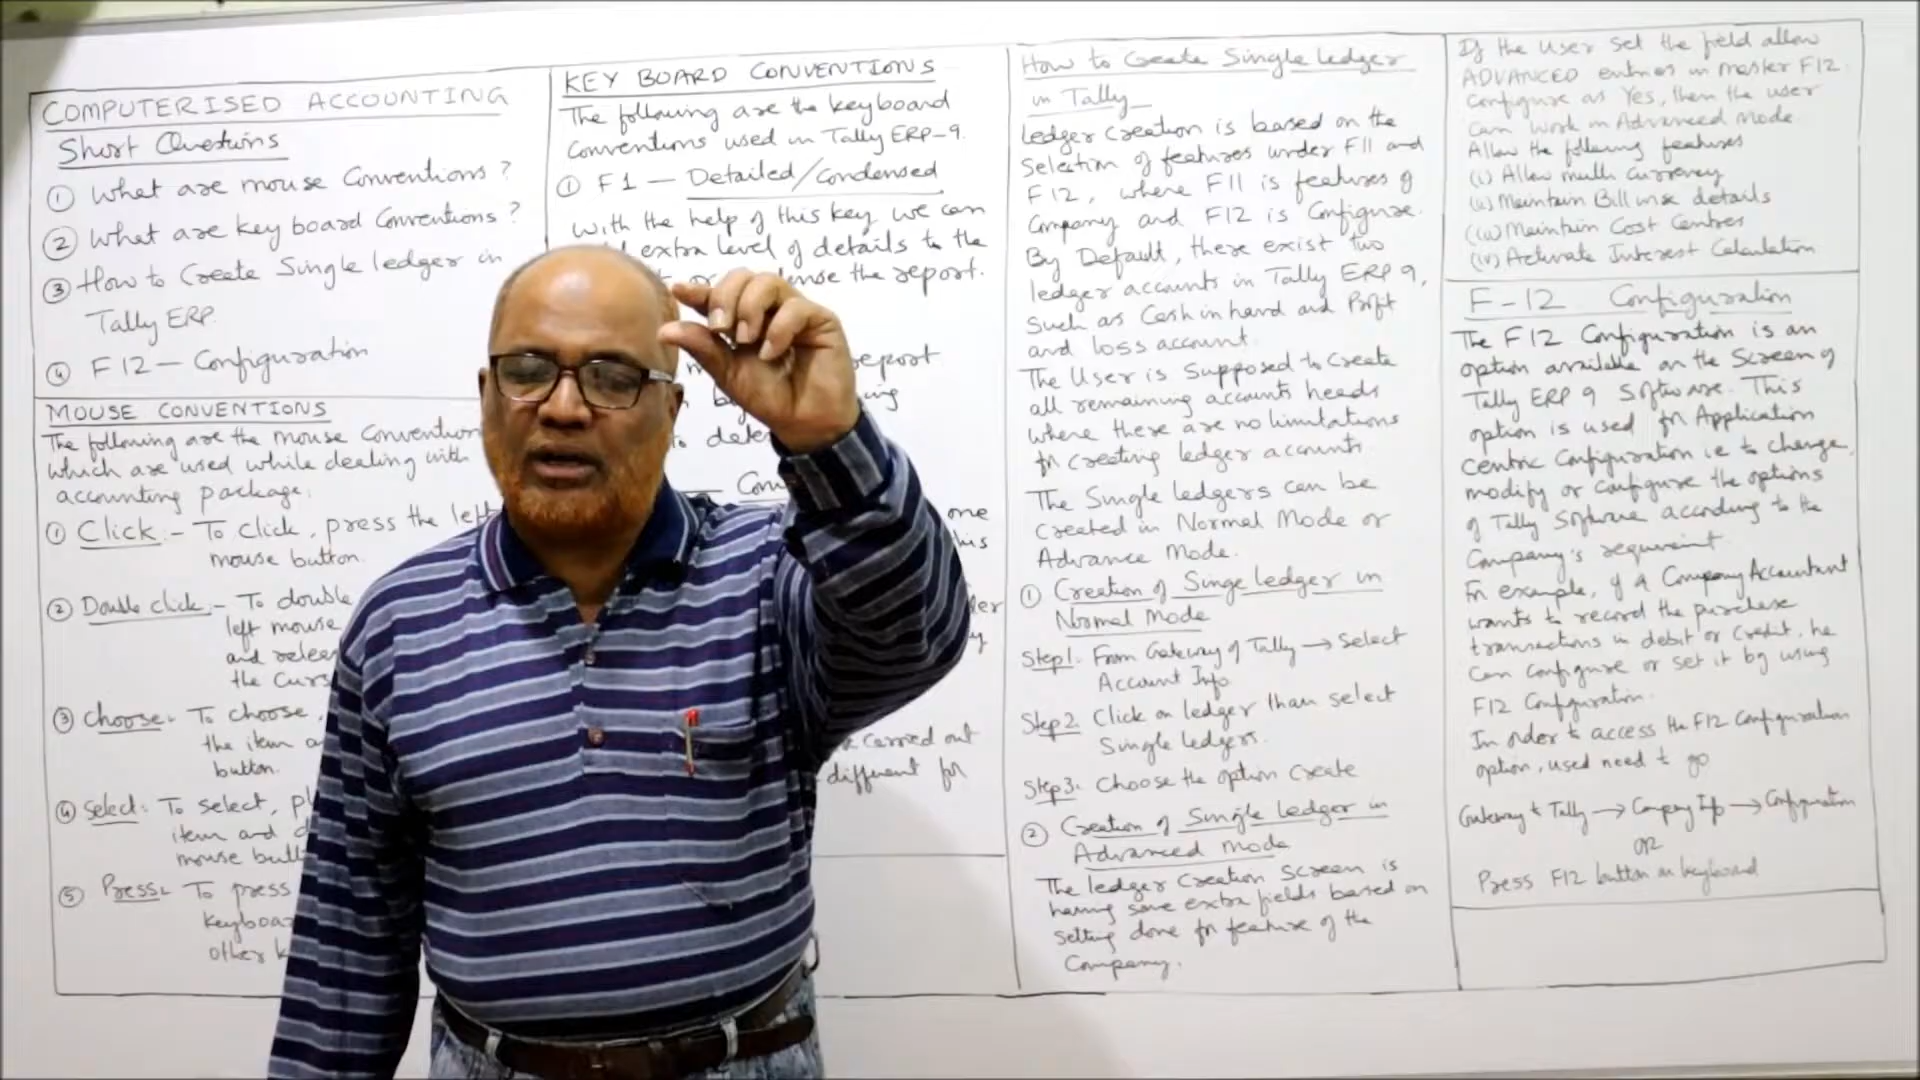 COMPUTERISED ACCOUNTING
Short Questions
① What are mouse Conventions?
② What are key board Conventions?
③ How to Create Single ledger in
Tally ERP.
④ F12 — Configuration
MOUSE CONVENTIONS
The following are the mouse Convention
which are used while dealing with
accounting package.
① Click :- To click, press the left
mouse button.
② Double click :- To double
left mouse
and
the
③ Choose :- To choose,
the item
button.
④ Select : To select,
item and
mouse
⑤ Press :- To press
other
KEY BOARD CONVENTIONS
The following are the keyboard
Conventions used in Tally ERP-9.
① F1 — Detailed/Condensed
With the help of this key we can
extra level of details to the
the report.
report
one
carried out
different for
How to Create Single ledger
in Tally
Ledger creation is based on the
Selection of features under F11 and
F12, where F11 is features of
Company and F12 is Configure.
By Default, there exist two
ledger accounts in Tally ERP 9,
Such as Cash in hand and Profit
and loss account.
The User is Supposed to Create
all remaining accounts heads
where there are no limitations
for creating ledger accounts.
The Single ledgers can be
created in Normal Mode or
Advance Mode.
① Creation of Singe ledger in
Normal Mode
Step1. From Gateway of Tally → Select
Account Info
Step2. Click on ledger than select
Single ledgers.
Step3. Choose the option Create
② Creation of Single Ledger in
Advanced Mode
The ledger Creation Screen is
having some extra fields based on
setting done for feature of the
Company.
If the User set the field allow
ADVANCED entries in master F12
Configure as Yes, then the user
Can work in Advanced Mode.
Allow the following features
(i) Allow multi Currency
(ii) Maintain Bill wise details
(iii) Maintain Cost Centres
(iv) Activate Interest Calculation
F-12 Configuration
The F12 Configuration is an
option available on the Screen of
Tally ERP 9 Software. This
option is used for Application
Centric Configuration ie to change,
modify or configure the options
of Tally Software according to the
Company's
For example, if a Company Accountant
wants to record the purchase
transactions in debit or Credit, he
Can Configure or set it by using
F12 Configuration.
In order to access the F12 Configuration
option, used need to go
Gateway of Tally → Company Info → Configuration
OR
Press F12 button on keyboard